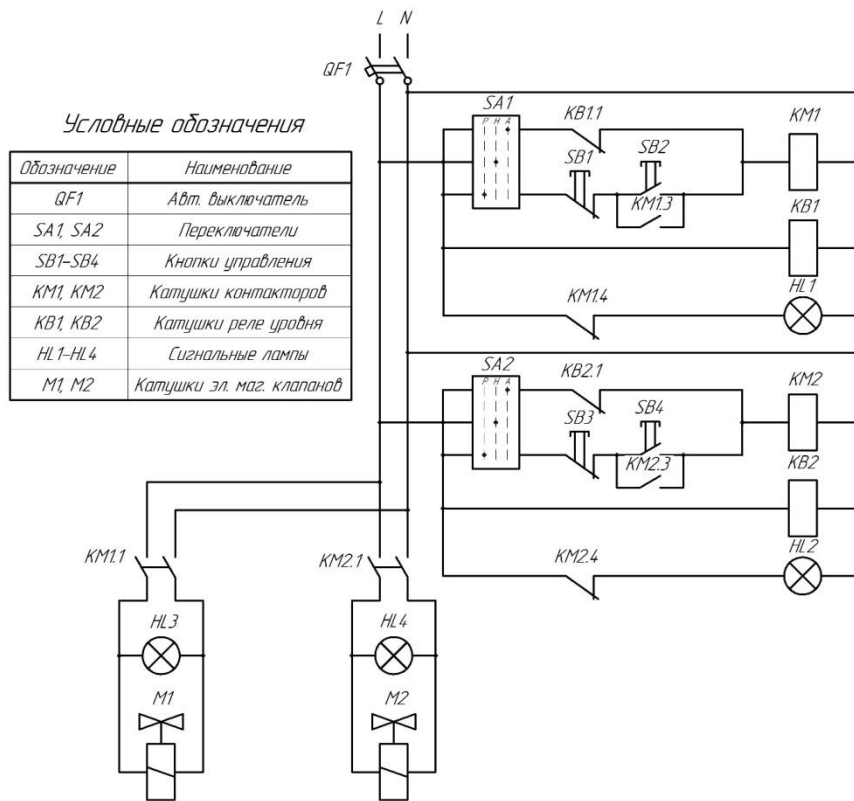 L N
QF1
Условные обозначения
Обозначение Наименование
QF1 Авт. выключатель
SA1, SA2 Переключатели
SB1-SB4 Кнопки управления
KM1, KM2 Катушки контакторов
KB1, KB2 Катушки реле уровня
HL1-HL4 Сигнальные лампы
M1, M2 Катушки эл. маг. клапанов
SA1
Р Н А
KB1.1
KM1
SB1
SB2
KM1.3
KB1
KM1.4
HL1
SA2
Р Н А
KB2.1
KM2
SB3
SB4
KM2.3
KB2
KM2.4
HL2
KM1.1
KM2.1
HL3
HL4
M1
M2